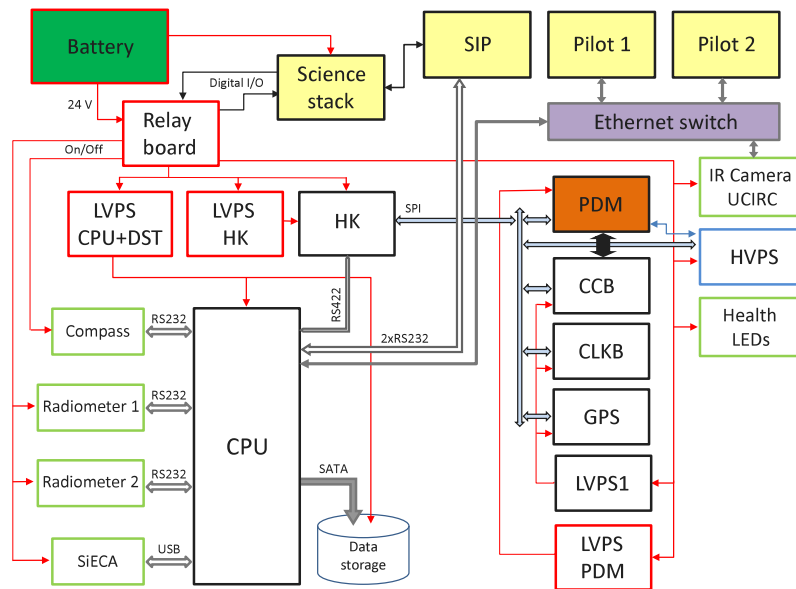 Battery
SIP
Pilot 1
Pilot 2
Science
stack
Digital I/O
24 V
Relay
board
Ethernet switch
On/Off
IR Camera
UCIRC
LVPS
CPU+DST
LVPS
HK
HK
SPI
PDM
HVPS
CCB
RS422
Compass
RS232
2xRS232
Health
LEDs
CLKB
Radiometer 1
RS232
GPS
CPU
Radiometer 2
RS232
SATA
LVPS1
SiECA
USB
Data
storage
LVPS
PDM